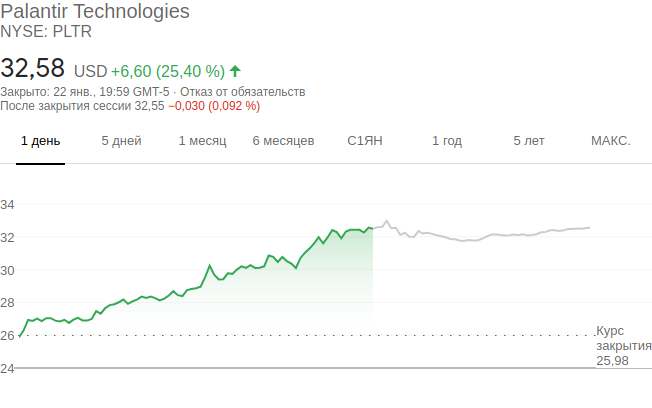 Palantir Technologies
NYSE: PLTR
32,58 USD +6,60 (25,40 %)
Закрыто: 22 янв., 19:59 GMT-5 · Отказ от обязательств
После закрытия сессии 32,55 −0,030 (0,092 %)
1 день 5 дней 1 месяц 6 месяцев С1ЯН 1 год 5 лет МАКС.
34
32
30
28
26
24
Курс
закрытия
25,98